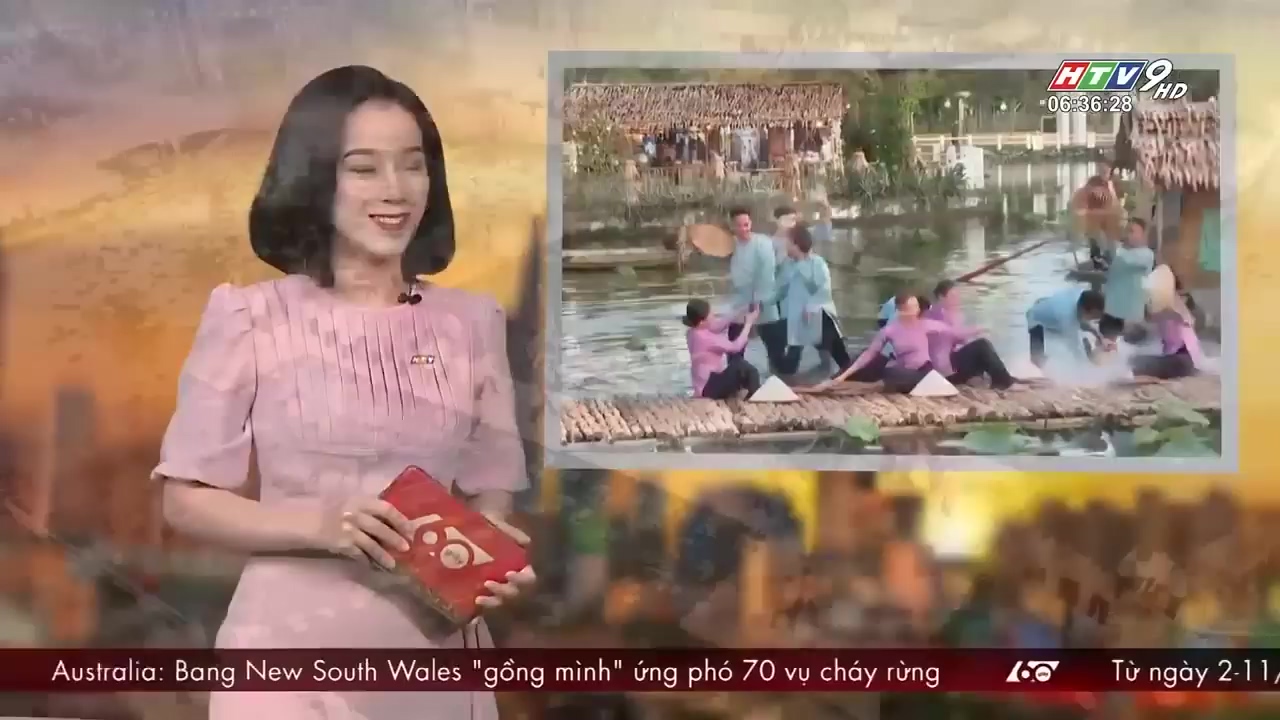 HTV9 HD
06:36:28
HTV
Australia: Bang New South Wales "gồng mình" ứng phó 70 vụ cháy rừng
Từ ngày 2-11/